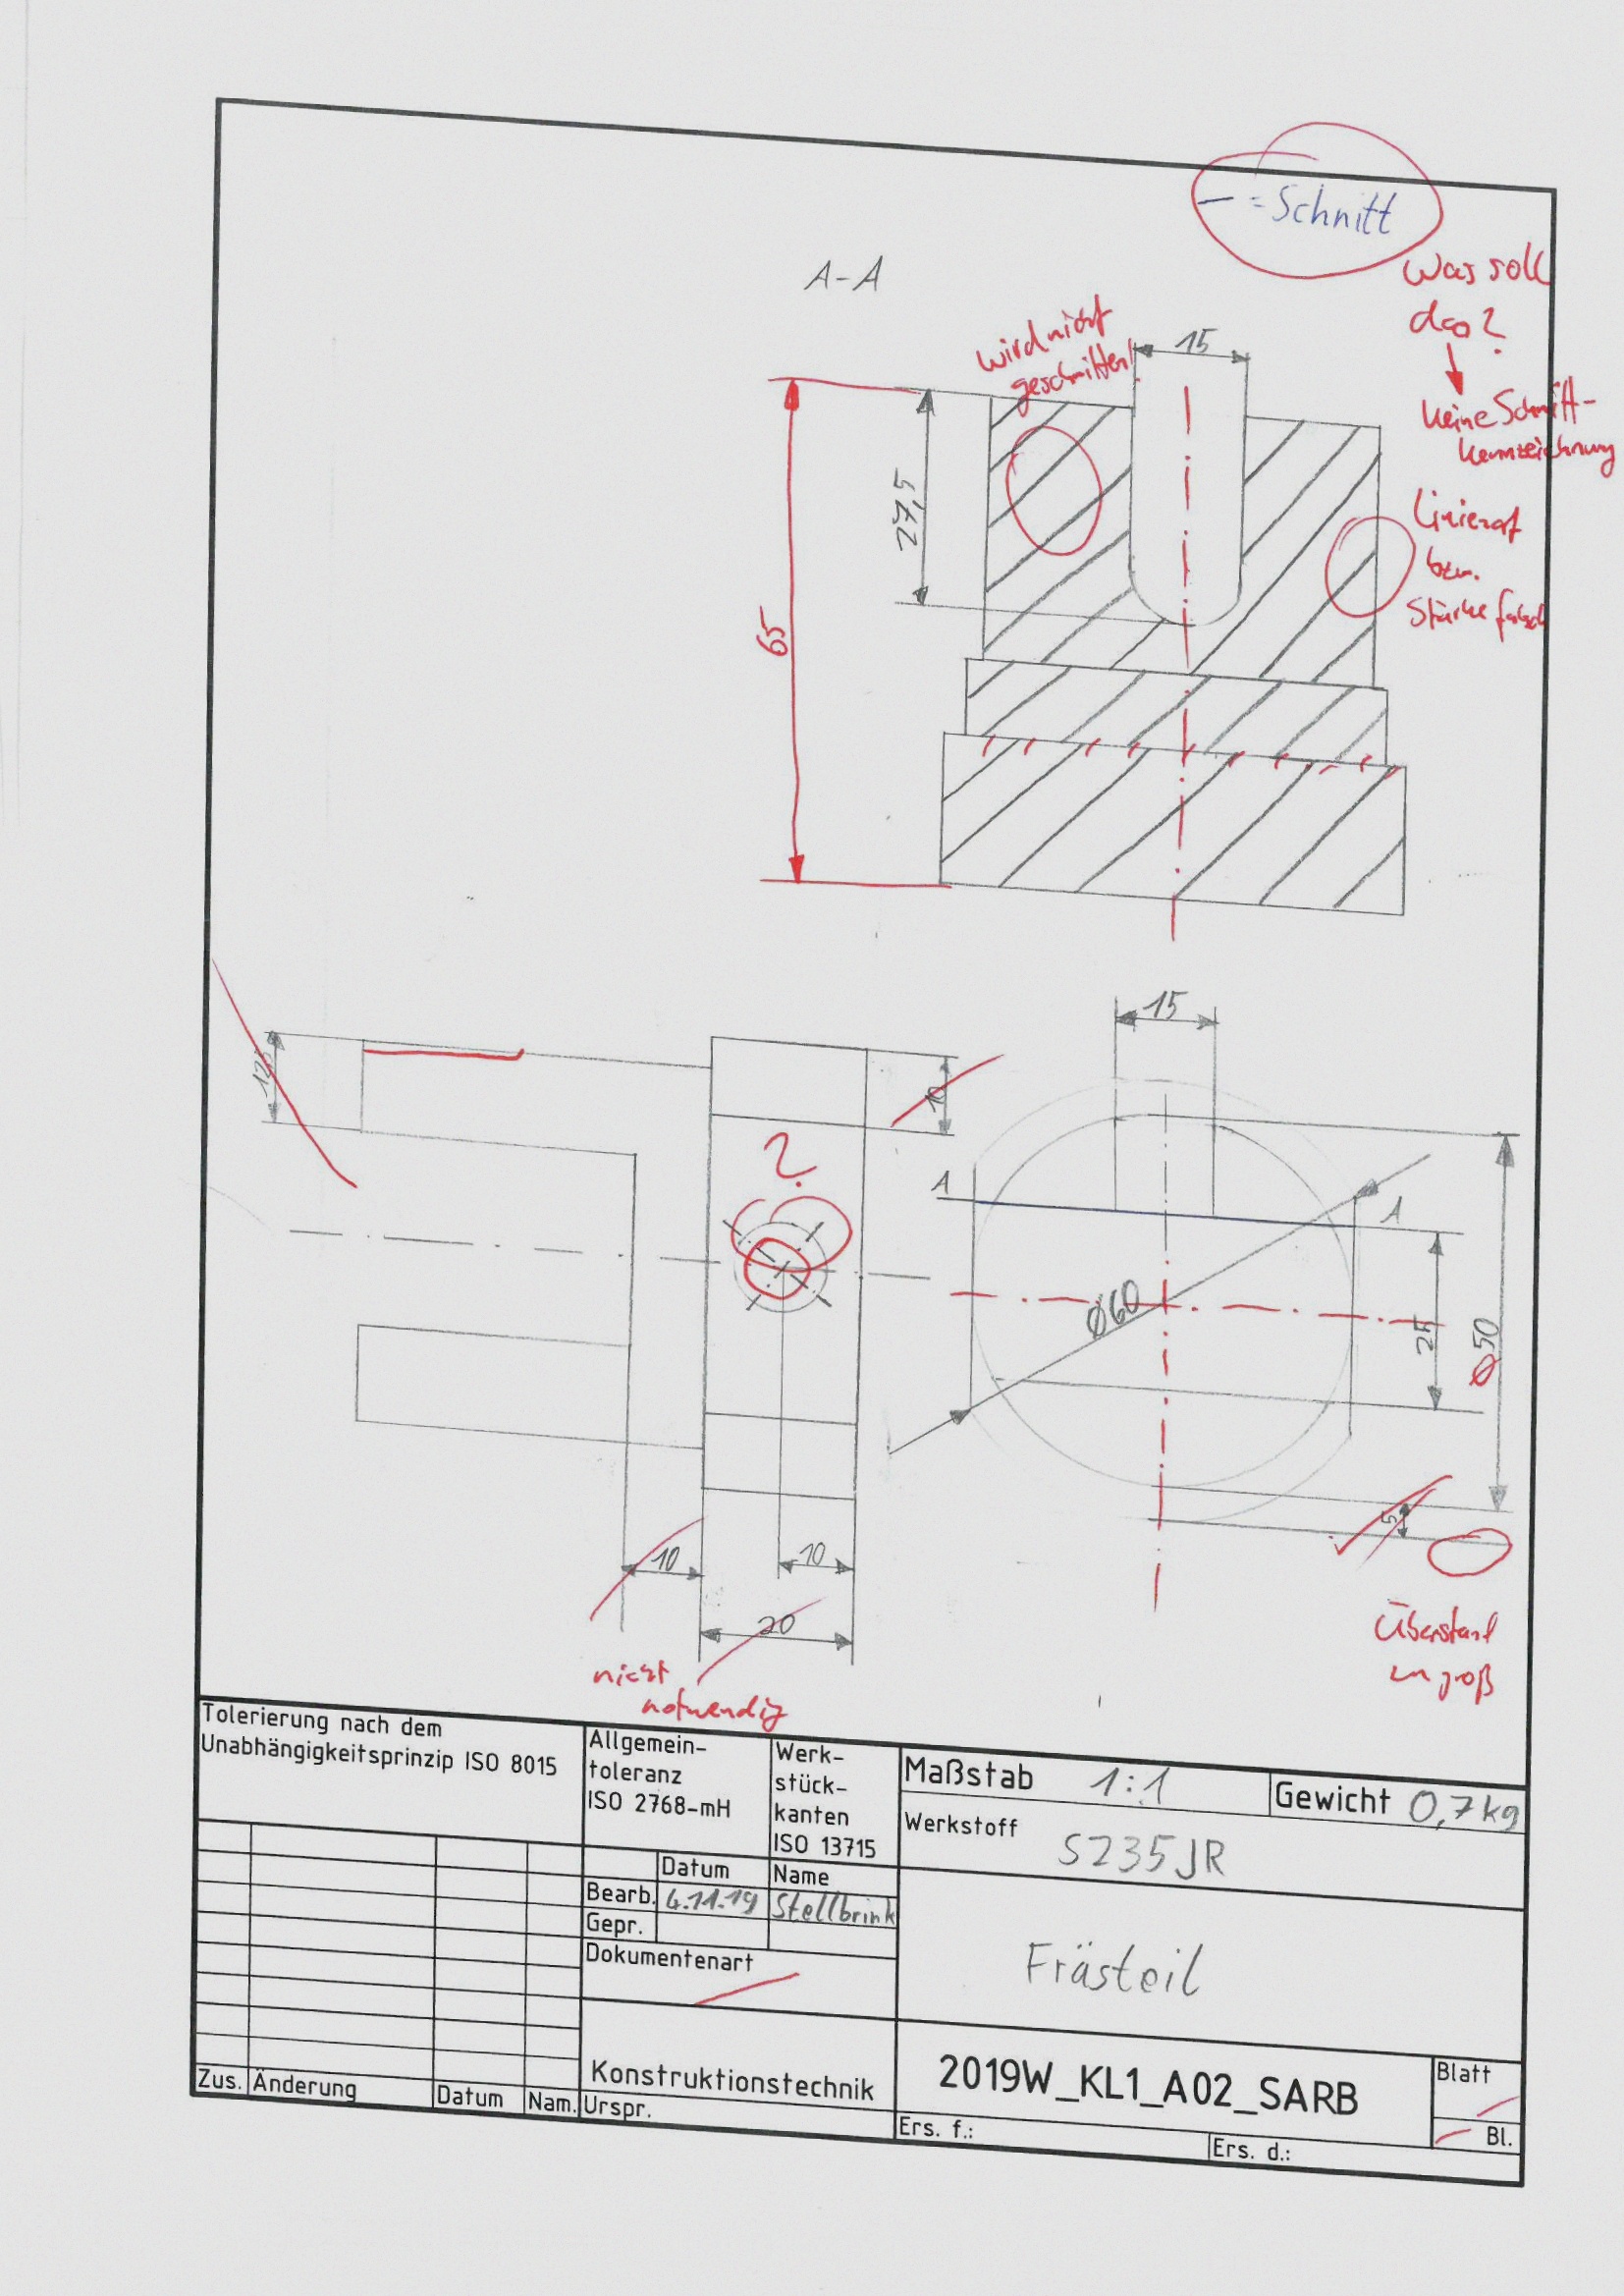 — = Schnitt
Was soll
das?
A-A
wird nicht
geschnitten!
15
keine Schnitt-
kennzeichnung
27,5
Linienart
bzw.
Stärke falsch
65
15
12,5
10
?
A
A
Ø60
25
Ø50
5
10
10
20
Überstand
zu groß
nicht
notwendig
Tolerierung nach dem
Unabhängigkeitsprinzip ISO 8015
Allgemein-
toleranz
ISO 2768-mH
Werk-
stück-
kanten
ISO 13715
Maßstab 1:1
Gewicht 0,7kg
Werkstoff S235JR
Datum Name
Bearb. 4.11.19 Stellbrink
Gepr.
Dokumentenart
Frästeil
Konstruktionstechnik
2019W_KL1_A02_SARB
Blatt
Bl.
Zus. Änderung Datum Nam. Urspr.
Ers. f.: Ers. d.: